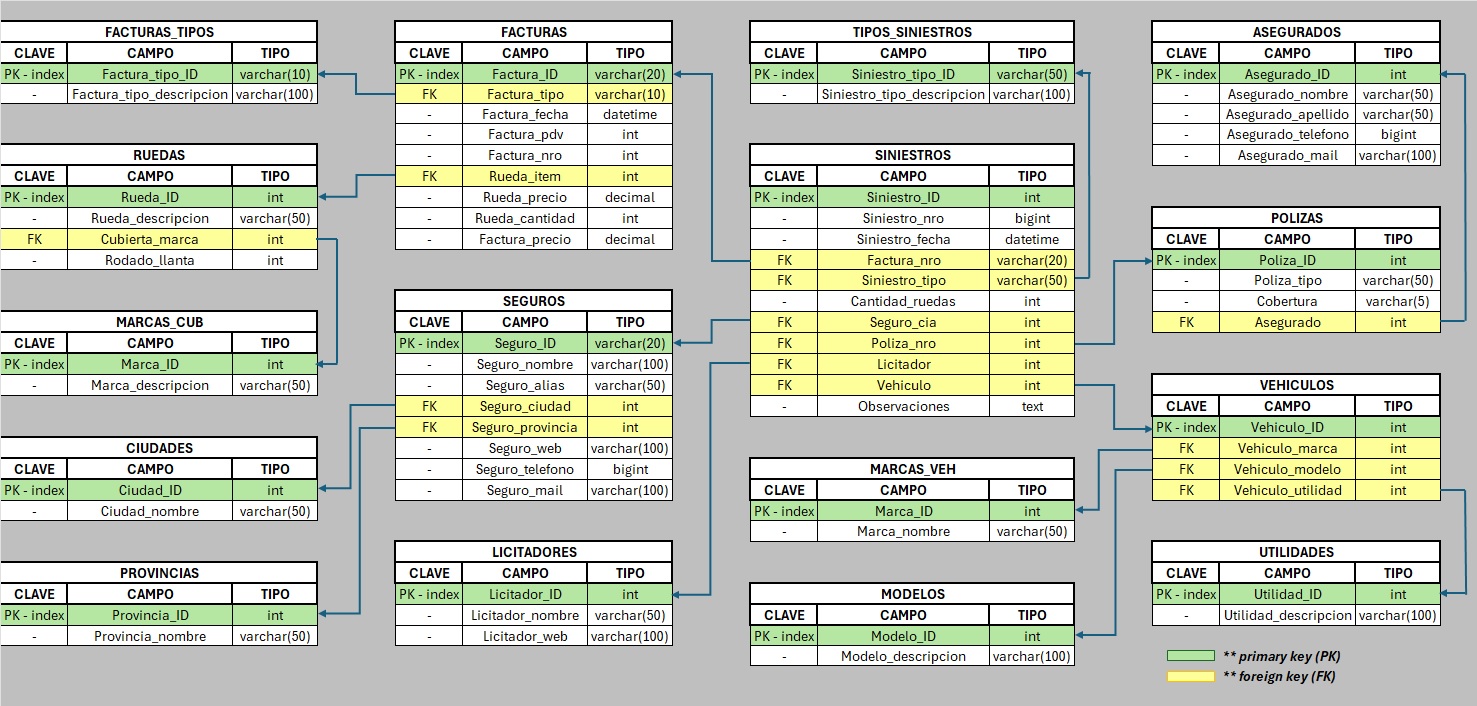 FACTURAS_TIPOS
CLAVE CAMPO TIPO
PK - index Factura_tipo_ID varchar(10)
- Factura_tipo_descripcion varchar(100)
RUEDAS
CLAVE CAMPO TIPO
PK - index Rueda_ID int
- Rueda_descripcion varchar(50)
FK Cubierta_marca int
- Rodado_llanta int
MARCAS_CUB
CLAVE CAMPO TIPO
PK - index Marca_ID int
- Marca_descripcion varchar(50)
CIUDADES
CLAVE CAMPO TIPO
PK - index Ciudad_ID int
- Ciudad_nombre varchar(50)
PROVINCIAS
CLAVE CAMPO TIPO
PK - index Provincia_ID int
- Provincia_nombre varchar(50)
FACTURAS
CLAVE CAMPO TIPO
PK - index Factura_ID varchar(20)
FK Factura_tipo varchar(10)
- Factura_fecha datetime
- Factura_pdv int
- Factura_nro int
FK Rueda_item int
- Rueda_precio decimal
- Rueda_cantidad int
- Factura_precio decimal
SEGUROS
CLAVE CAMPO TIPO
PK - index Seguro_ID varchar(20)
- Seguro_nombre varchar(100)
- Seguro_alias varchar(50)
FK Seguro_ciudad int
FK Seguro_provincia int
- Seguro_web varchar(100)
- Seguro_telefono bigint
- Seguro_mail varchar(100)
LICITADORES
CLAVE CAMPO TIPO
PK - index Licitador_ID int
- Licitador_nombre varchar(50)
- Licitador_web varchar(100)
TIPOS_SINIESTROS
CLAVE CAMPO TIPO
PK - index Siniestro_tipo_ID varchar(50)
- Siniestro_tipo_descripcion varchar(100)
SINIESTROS
CLAVE CAMPO TIPO
PK - index Siniestro_ID int
- Siniestro_nro bigint
- Siniestro_fecha datetime
FK Factura_nro varchar(20)
FK Siniestro_tipo varchar(50)
- Cantidad_ruedas int
FK Seguro_cia int
FK Poliza_nro int
FK Licitador int
FK Vehiculo int
- Observaciones text
MARCAS_VEH
CLAVE CAMPO TIPO
PK - index Marca_ID int
- Marca_nombre varchar(50)
MODELOS
CLAVE CAMPO TIPO
PK - index Modelo_ID int
- Modelo_descripcion varchar(100)
ASEGURADOS
CLAVE CAMPO TIPO
PK - index Asegurado_ID int
- Asegurado_nombre varchar(50)
- Asegurado_apellido varchar(50)
- Asegurado_telefono bigint
- Asegurado_mail varchar(100)
POLIZAS
CLAVE CAMPO TIPO
PK - index Poliza_ID int
- Poliza_tipo varchar(50)
- Cobertura varchar(5)
FK Asegurado int
VEHICULOS
CLAVE CAMPO TIPO
PK - index Vehiculo_ID int
FK Vehiculo_marca int
FK Vehiculo_modelo int
FK Vehiculo_utilidad int
UTILIDADES
CLAVE CAMPO TIPO
PK - index Utilidad_ID int
- Utilidad_descripcion varchar(100)
** primary key (PK)
** foreign key (FK)